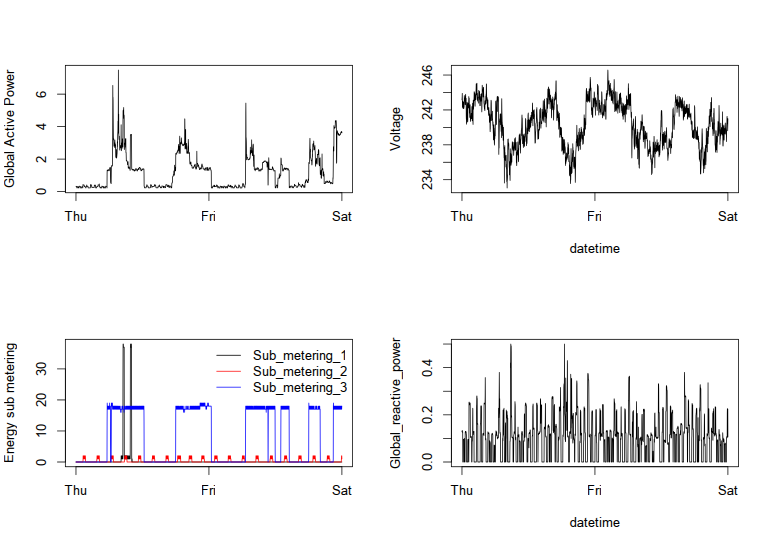 Global Active Power
0 2 4 6
Thu Fri Sat
Voltage
234 238 242 246
Thu Fri Sat
datetime
Energy sub metering
0 10 20 30
Sub_metering_1
Sub_metering_2
Sub_metering_3
Thu Fri Sat
Global_reactive_power
0.0 0.2 0.4
Thu Fri Sat
datetime